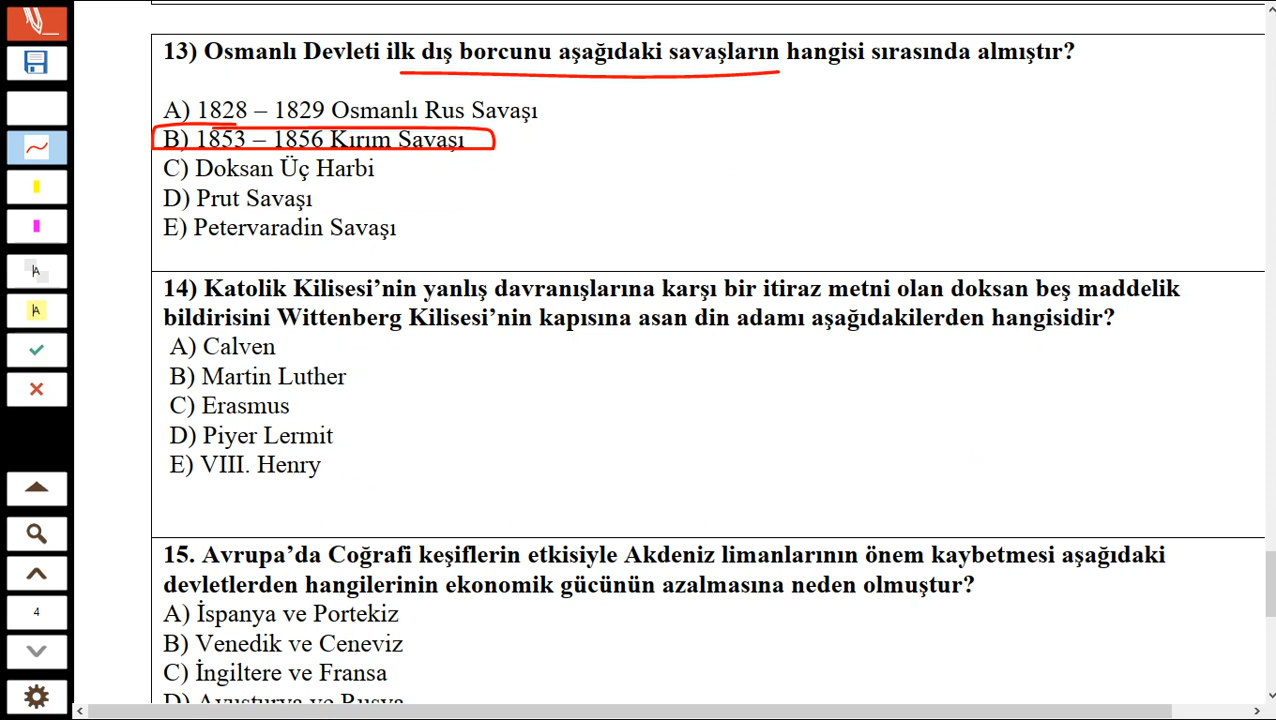 13) Osmanlı Devleti ilk dış borcunu aşağıdaki savaşların hangisi sırasında almıştır?
A) 1828 – 1829 Osmanlı Rus Savaşı
B) 1853 – 1856 Kırım Savaşı
C) Doksan Üç Harbi
D) Prut Savaşı
E) Petervaradin Savaşı
14) Katolik Kilisesi’nin yanlış davranışlarına karşı bir itiraz metni olan doksan beş maddelik
bildirisini Wittenberg Kilisesi’nin kapısına asan din adamı aşağıdakilerden hangisidir?
A) Calven
B) Martin Luther
C) Erasmus
D) Piyer Lermit
E) VIII. Henry
15. Avrupa’da Coğrafi keşiflerin etkisiyle Akdeniz limanlarının önem kaybetmesi aşağıdaki
devletlerden hangilerinin ekonomik gücünün azalmasına neden olmuştur?
A) İspanya ve Portekiz
B) Venedik ve Ceneviz
C) İngiltere ve Fransa
D) Avusturya ve Rusya
A
A
4